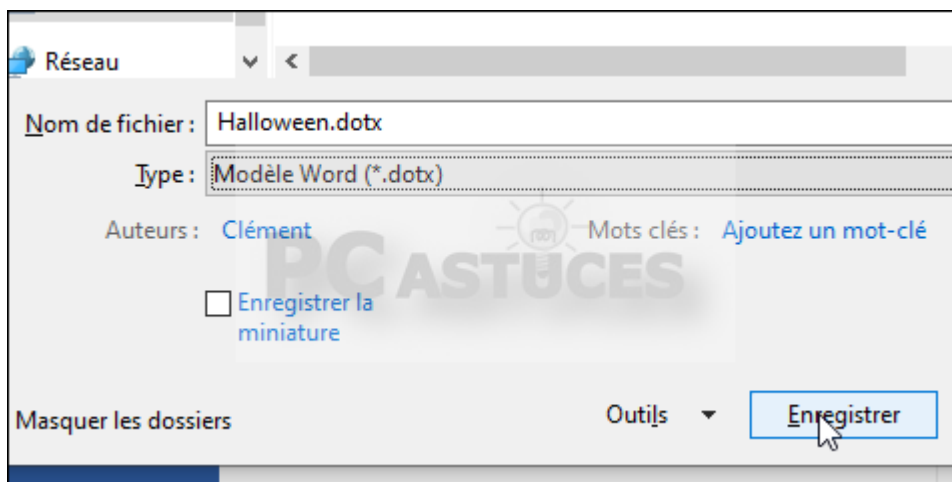 Réseau
Nom de fichier : Halloween.dotx
Type : Modèle Word (*.dotx)
Auteurs : Clément Mots clés : Ajoutez un mot-clé
PC ASTUCES
Enregistrer la
miniature
Masquer les dossiers Outils Enregistrer